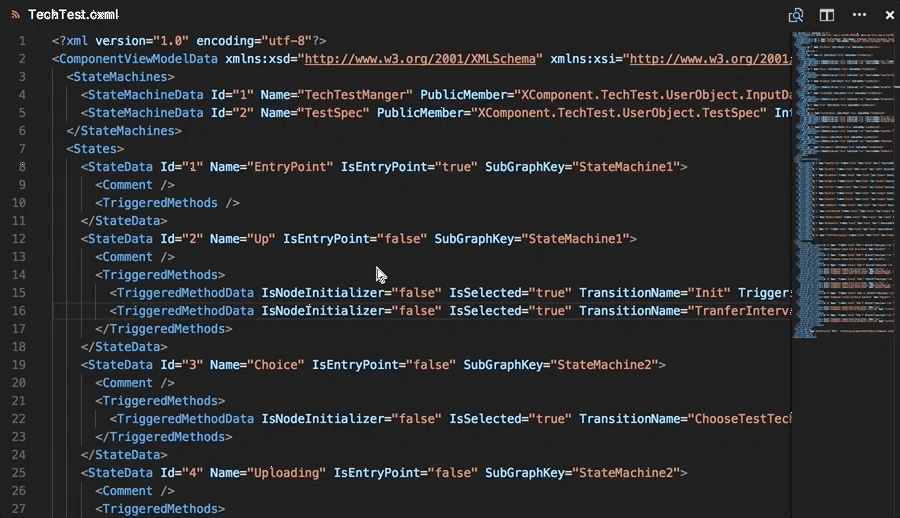 TechTest.cxml
1 <?xml version="1.0" encoding="utf-8"?>
2 <ComponentViewModelData xmlns:xsd="http://www.w3.org/2001/XMLSchema" xmlns:xsi="http://www.w3.org/2001
3 <StateMachines>
4 <StateMachineData Id="1" Name="TechTestManger" PublicMember="XComponent.TechTest.UserObject.InputDa
5 <StateMachineData Id="2" Name="TestSpec" PublicMember="XComponent.TechTest.UserObject.TestSpec" Int
6 </StateMachines>
7 <States>
8 <StateData Id="1" Name="EntryPoint" IsEntryPoint="true" SubGraphKey="StateMachine1">
9 <Comment />
10 <TriggeredMethods />
11 </StateData>
12 <StateData Id="2" Name="Up" IsEntryPoint="false" SubGraphKey="StateMachine1">
13 <Comment />
14 <TriggeredMethods>
15 <TriggeredMethodData IsNodeInitializer="false" IsSelected="true" TransitionName="Init" Trigger
16 <TriggeredMethodData IsNodeInitializer="false" IsSelected="true" TransitionName="TranferInterva
17 </TriggeredMethods>
18 </StateData>
19 <StateData Id="3" Name="Choice" IsEntryPoint="false" SubGraphKey="StateMachine2">
20 <Comment />
21 <TriggeredMethods>
22 <TriggeredMethodData IsNodeInitializer="false" IsSelected="true" TransitionName="ChooseTestTech
23 </TriggeredMethods>
24 </StateData>
25 <StateData Id="4" Name="Uploading" IsEntryPoint="false" SubGraphKey="StateMachine2">
26 <Comment />
27 <TriggeredMethods>